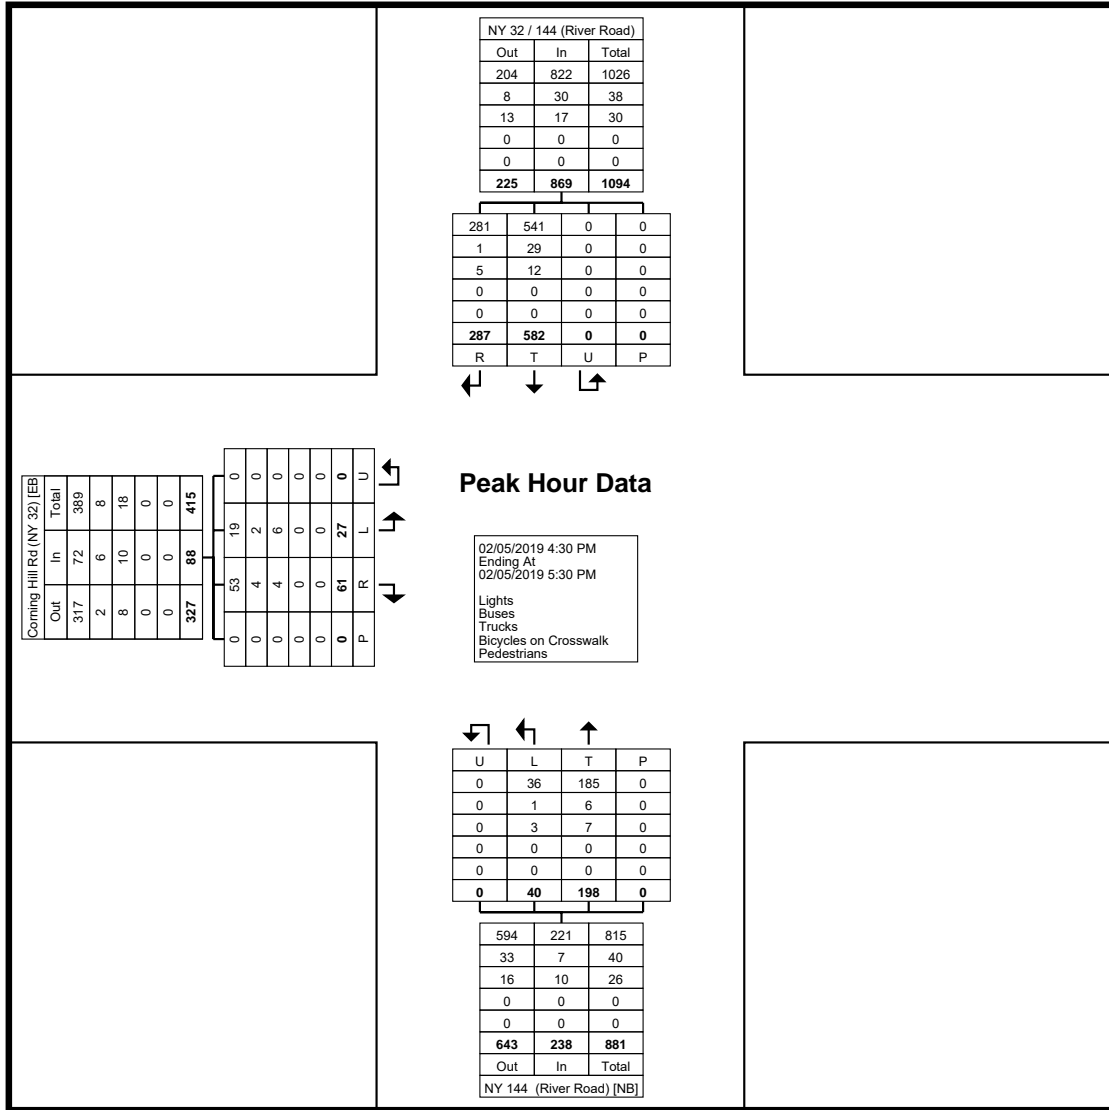 NY 32 / 144 (River Road)
Out In Total
204 822 1026
8 30 38
13 17 30
0 0 0
0 0 0
225 869 1094
281 541 0 0
1 29 0 0
5 12 0 0
0 0 0 0
0 0 0 0
287 582 0 0
R T U P
Corning Hill Rd (NY 32) [EB
Out In Total
317 72 389
2 6 8
8 10 18
0 0 0
0 0 0
327 88 415
0 53 19 0
0 4 2 0
0 4 6 0
0 0 0 0
0 0 0 0
0 61 27 0
P R L U
Peak Hour Data
02/05/2019 4:30 PM
Ending At
02/05/2019 5:30 PM
Lights
Buses
Trucks
Bicycles on Crosswalk
Pedestrians
U L T P
0 36 185 0
0 1 6 0
0 3 7 0
0 0 0 0
0 0 0 0
0 40 198 0
594 221 815
33 7 40
16 10 26
0 0 0
0 0 0
643 238 881
Out In Total
NY 144 (River Road) [NB]